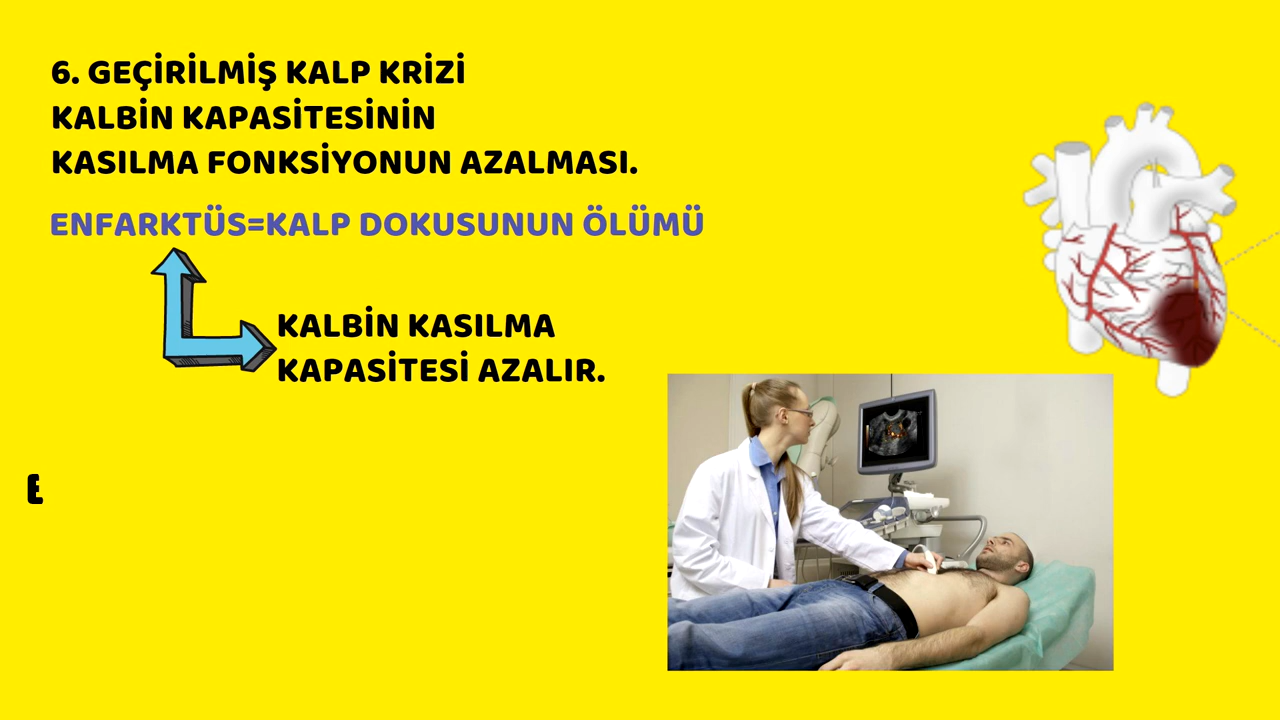 6. GEÇİRİLMİŞ KALP KRİZİ
KALBİN KAPASİTESİNİN
KASILMA FONKSİYONUN AZALMASI.
ENFARKTÜS=KALP DOKUSUNUN ÖLÜMÜ
KALBİN KASILMA
KAPASİTESİ AZALIR.
E